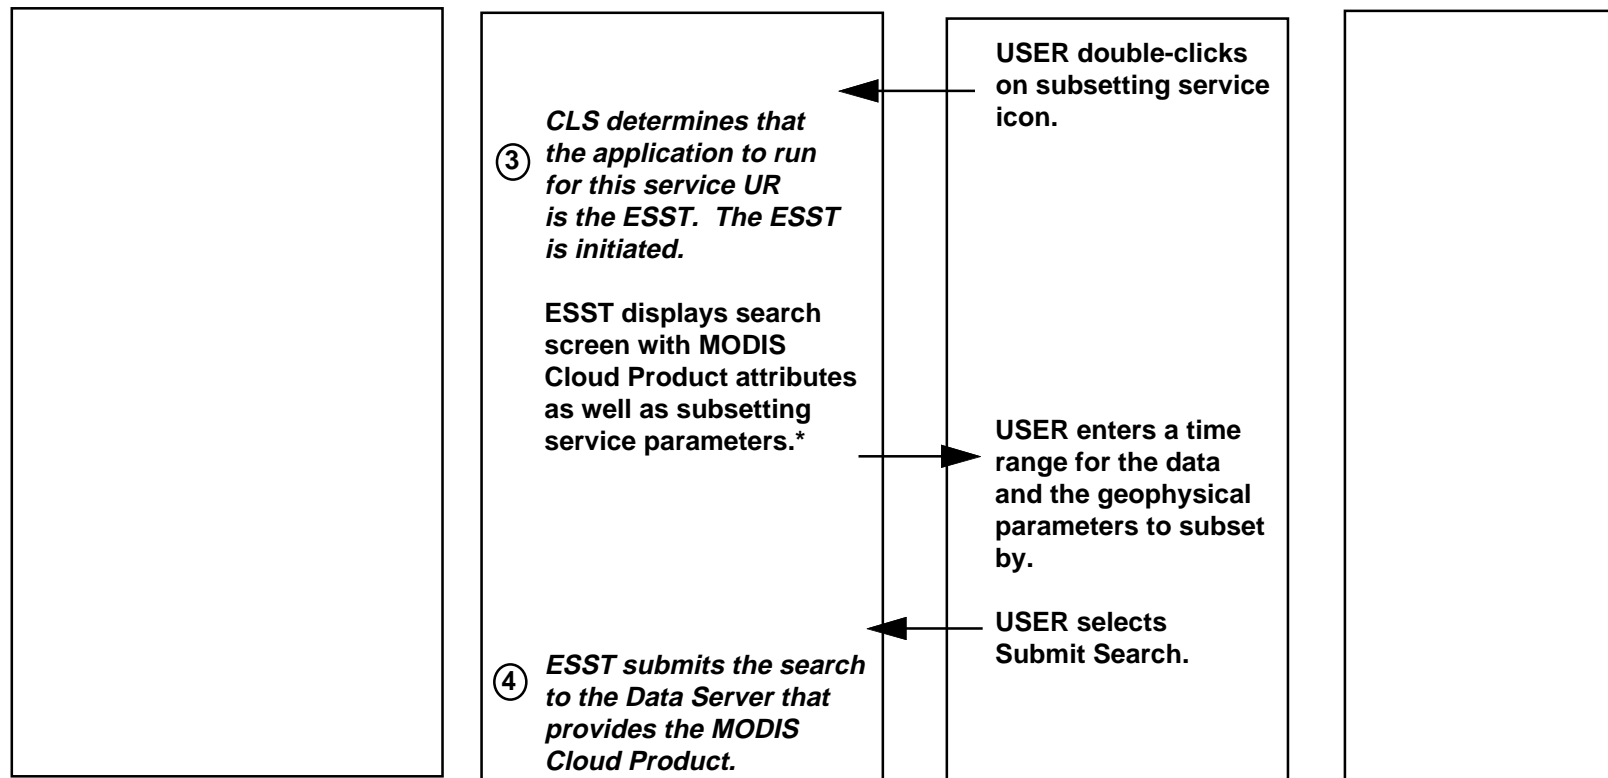 USER double-clicks
on subsetting service
icon.
3
CLS determines that
the application to run
for this service UR
is the ESST.  The ESST
is initiated.
ESST displays search
screen with MODIS
Cloud Product attributes
as well as subsetting
service parameters.*
USER enters a time
range for the data
and the geophysical
parameters to subset
by.
USER selects
Submit Search.
4
ESST submits the search
to the Data Server that
provides the MODIS
Cloud Product.